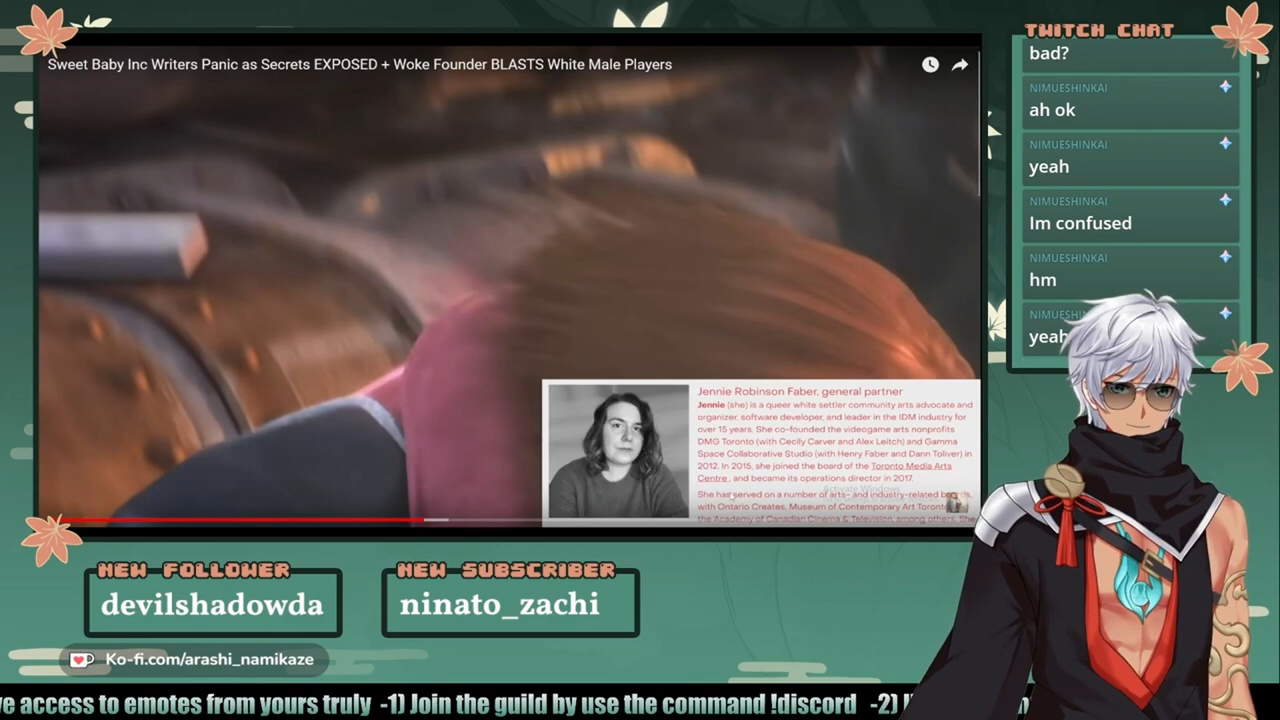 Sweet Baby Inc Writers Panic as Secrets EXPOSED + Woke Founder BLASTS White Male Players
TWITCH CHAT
bad?
NIMUESHINKAI
ah ok
NIMUESHINKAI
yeah
NIMUESHINKAI
Im confused
NIMUESHINKAI
hm
NIMUESHI
yeah
Jennie Robinson Faber, general partner
Jennie (she) is a queer white settler community arts advocate and
organizer, software developer, and leader in the IDM industry for
over 15 years. She co-founded the videogame arts nonprofits
DMG Toronto (with Cecily Carver and Alex Leitch) and Gamma
Space Collaborative Studio (with Henry Faber and Dann Toliver) in
2012. In 2015, she joined the board of the Toronto Media Arts
Centre, and became its operations director in 2017.
Activate Windows
She has served on a number of arts- and industry-related boards,
with Ontario Creates, Museum of Contemporary Art Toronto
the Academy of Canadian Cinema & Television, among others. She
NEW FOLLOWER
devilshadowda
NEW SUBSCRIBER
ninato_zachi
Ko-fi.com/arashi_namikaze
ve access to emotes from yours truly -1) Join the guild by use the command !discord -2)